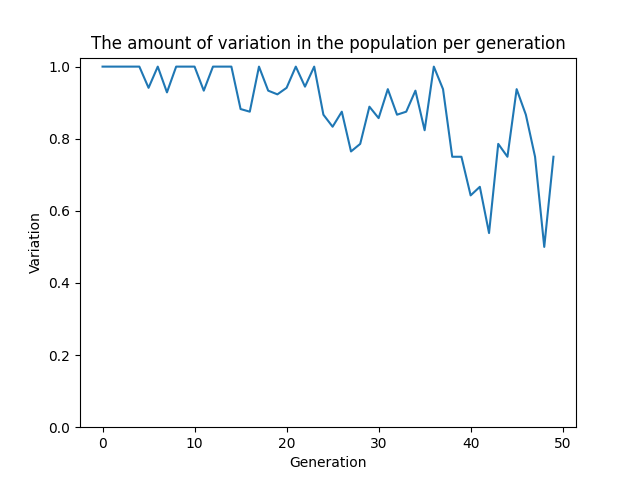 The amount of variation in the population per generation
1.0
0.8
0.6
0.4
0.2
0.0
Variation
0 10 20 30 40 50
Generation